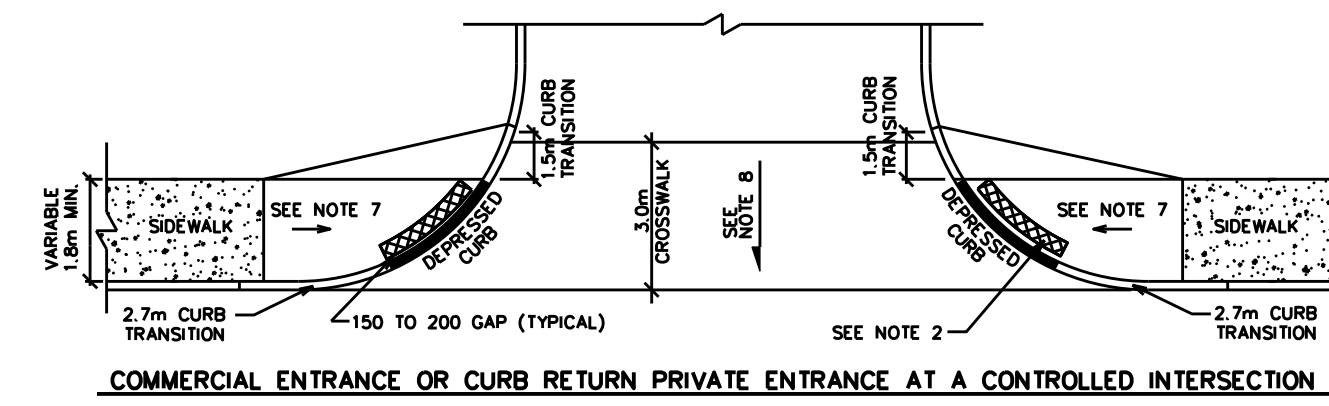 1.5m CURB
TRANSITION
1.5m CURB
TRANSITION
VARIABLE
1.8m MIN.
SIDEWALK
SEE NOTE 7
DEPRESSED
CURB
3.0m
CROSSWALK
SEE
NOTE 8
DEPRESSED
CURB
SEE NOTE 7
SIDEWALK
2.7m CURB
TRANSITION
150 TO 200 GAP (TYPICAL)
SEE NOTE 2
2.7m CURB
TRANSITION
COMMERCIAL ENTRANCE OR CURB RETURN PRIVATE ENTRANCE AT A CONTROLLED INTERSECTION